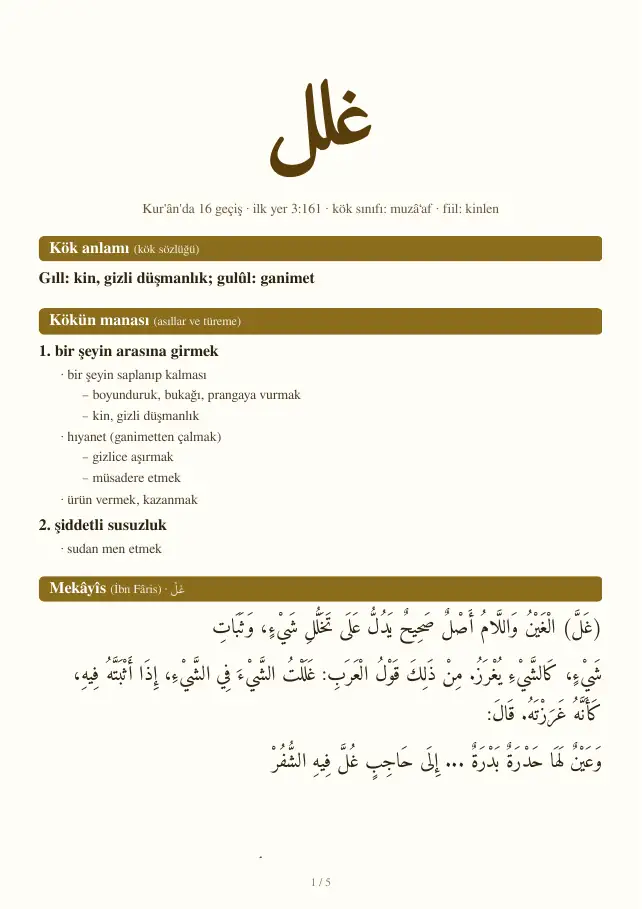 غلل
Kur'ân'da 16 geçiş · ilk yer 3:161 · kök sınıfı: muzâ'af · fiil: kinlen
Kök anlamı (kök sözlüğü)
Gıll: kin, gizli düşmanlık; gulûl: ganimet
Kökün manası (asıllar ve türeme)
1. bir şeyin arasına girmek
· bir şeyin saplanıp kalması
– boyunduruk, bukağı, prangaya vurmak
– kin, gizli düşmanlık
· hıyanet (ganimetten çalmak)
– gizlice aşırmak
– müsadere etmek
· ürün vermek, kazanmak
2. şiddetli susuzluk
· sudan men etmek
Mekâyîs (İbn Fâris) · غُلّ
(غَلَّ) الْغَيْنُ وَاللَّامُ أَصْلٌ صَحِيحٌ يَدُلُّ عَلَى تَخَلُّلِ شَيْءٍ، وَثَبَاتِ
شَيْءٍ، كَالشَّيْءِ يُغْرَزُ. مِنْ ذَلِكَ قَوْلُ الْعَرَبِ: غَلَلْتُ الشَّيْءَ فِي الشَّيْءِ، إِذَا أَثْبَتَّهُ فِيهِ،
كَأَنَّهُ غَرَزْتَهُ. قَالَ:
وَعَيْنٌ لَهَا حَدْرَةٌ بَدْرَةٌ ... إِلَى حَاجِبٍ غُلَّ فِيهِ الشُّفُرْ
1 / 5